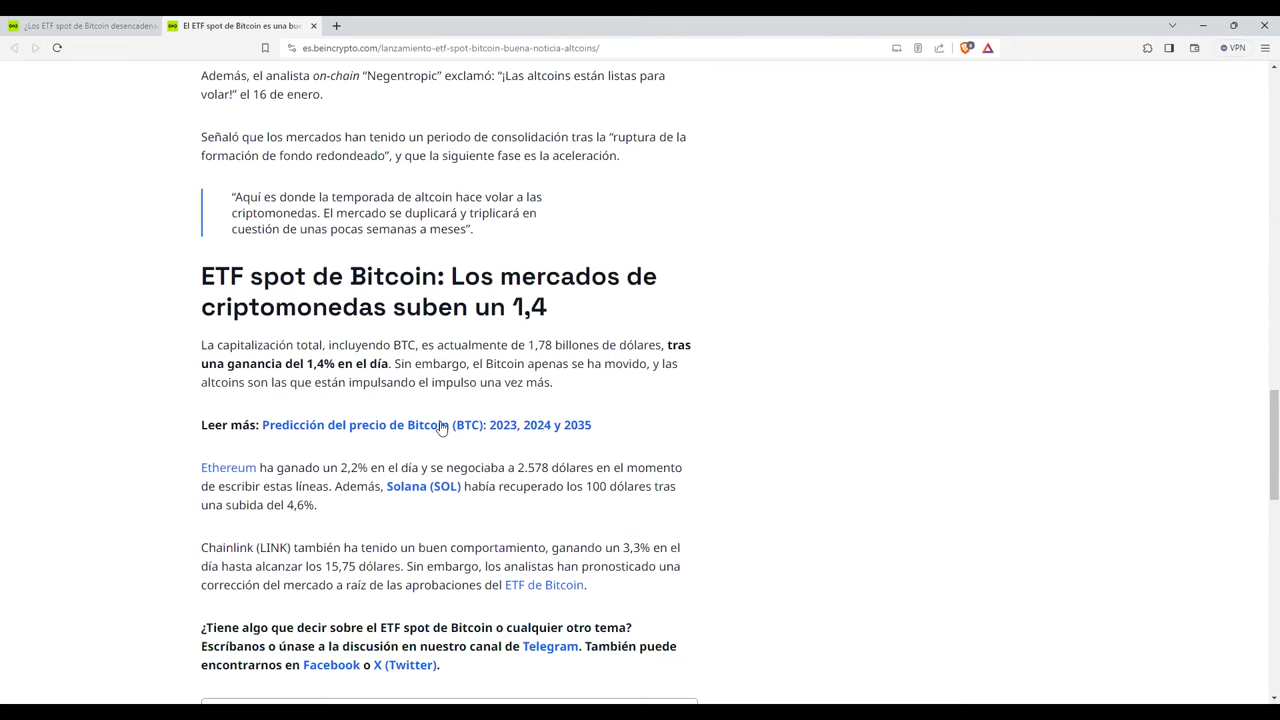 ¿Los ETF spot de Bitcoin desencadena
El ETF spot de Bitcoin es una bue
es.beincrypto.com/lanzamiento-etf-spot-bitcoin-buena-noticia-altcoins/
VPN
Además, el analista on-chain “Negentropic” exclamó: “¡Las altcoins están listas para
volar!” el 16 de enero.
Señaló que los mercados han tenido un periodo de consolidación tras la “ruptura de la
formación de fondo redondeado”, y que la siguiente fase es la aceleración.
“Aquí es donde la temporada de altcoin hace volar a las
criptomonedas. El mercado se duplicará y triplicará en
cuestión de unas pocas semanas a meses”.
ETF spot de Bitcoin: Los mercados de
criptomonedas suben un 1,4
La capitalización total, incluyendo BTC, es actualmente de 1,78 billones de dólares, tras
una ganancia del 1,4% en el día. Sin embargo, el Bitcoin apenas se ha movido, y las
altcoins son las que están impulsando el impulso una vez más.
Leer más: Predicción del precio de Bitcoin (BTC): 2023, 2024 y 2035
Ethereum ha ganado un 2,2% en el día y se negociaba a 2.578 dólares en el momento
de escribir estas líneas. Además, Solana (SOL) había recuperado los 100 dólares tras
una subida del 4,6%.
Chainlink (LINK) también ha tenido un buen comportamiento, ganando un 3,3% en el
día hasta alcanzar los 15,75 dólares. Sin embargo, los analistas han pronosticado una
corrección del mercado a raíz de las aprobaciones del ETF de Bitcoin.
¿Tiene algo que decir sobre el ETF spot de Bitcoin o cualquier otro tema?
Escríbanos o únase a la discusión en nuestro canal de Telegram. También puede
encontrarnos en Facebook o X (Twitter).